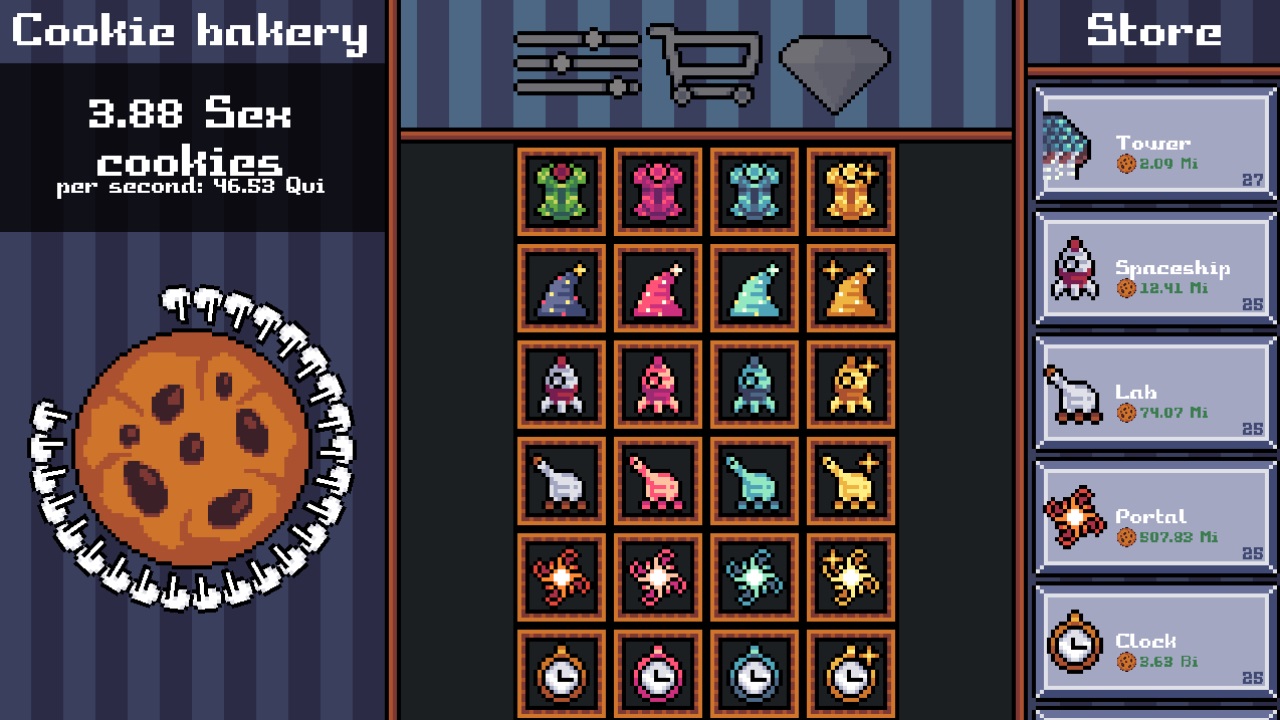 Cookie bakery
3.88 Sex
cookies
per second: 46.53 Qui
Store
Tower
2.09 Mi
27
Spaceship
12.41 Mi
25
Lab
74.07 Mi
25
Portal
507.83 Mi
25
Clock
3.63 Bi
25